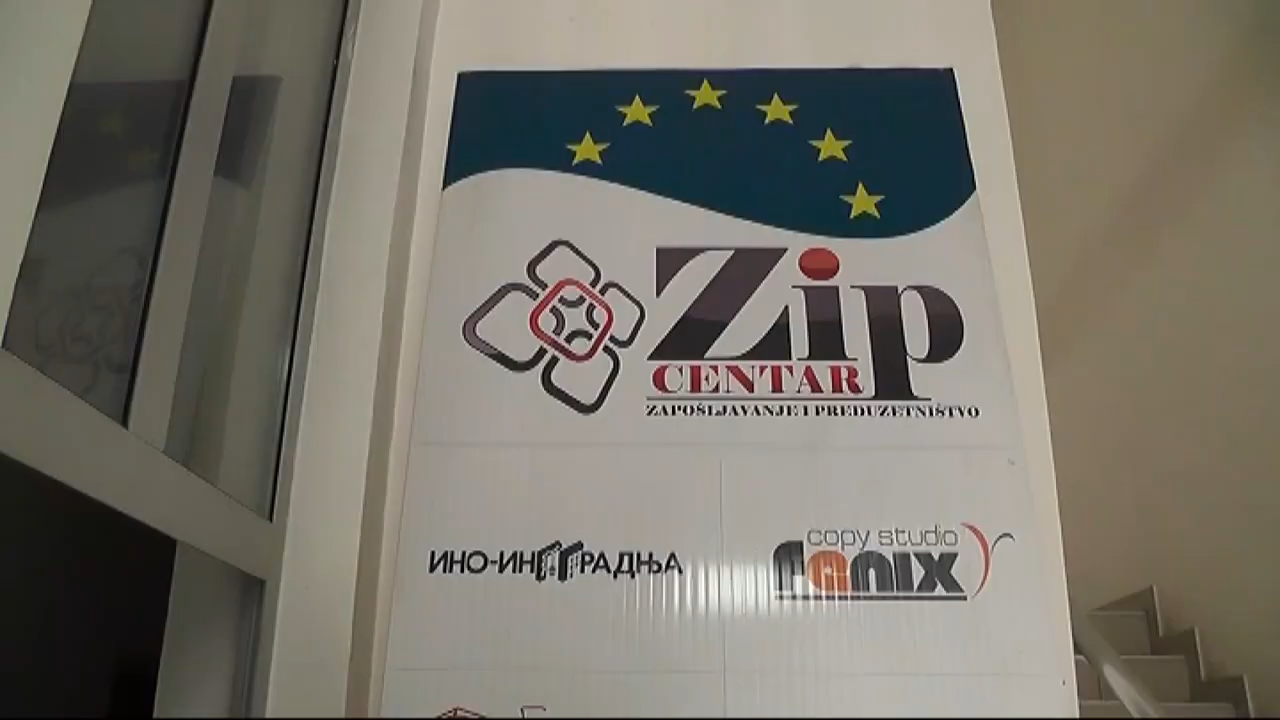 Zip
CENTAR
ZAPOŠLJAVANJE I PREDUZETNIŠTVO
ИНО-ИНГРАДЊА
copy studio
fenix